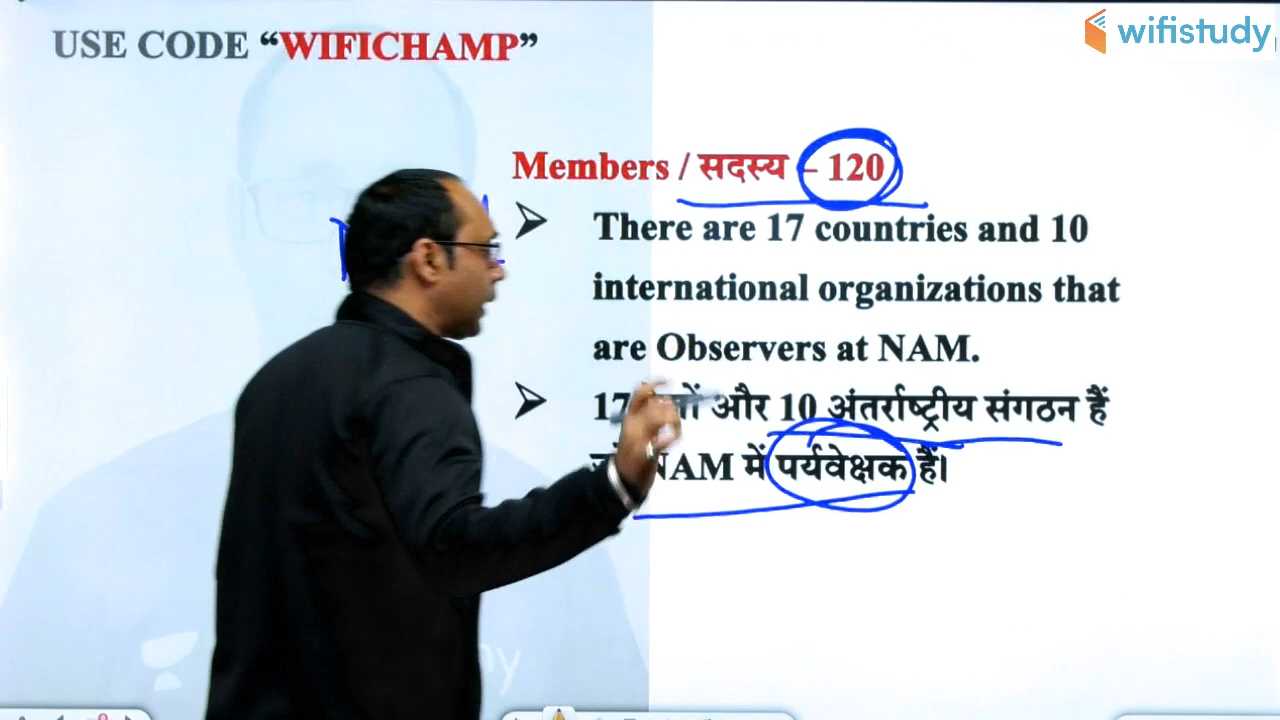 USE CODE “WIFICHAMP”
wifistudy
Members / सदस्य – 120
There are 17 countries and 10
international organizations that
are Observers at NAM.
17 और 10 अंतर्राष्ट्रीय संगठन हैं
NAM में पर्यवेक्षक हैं।